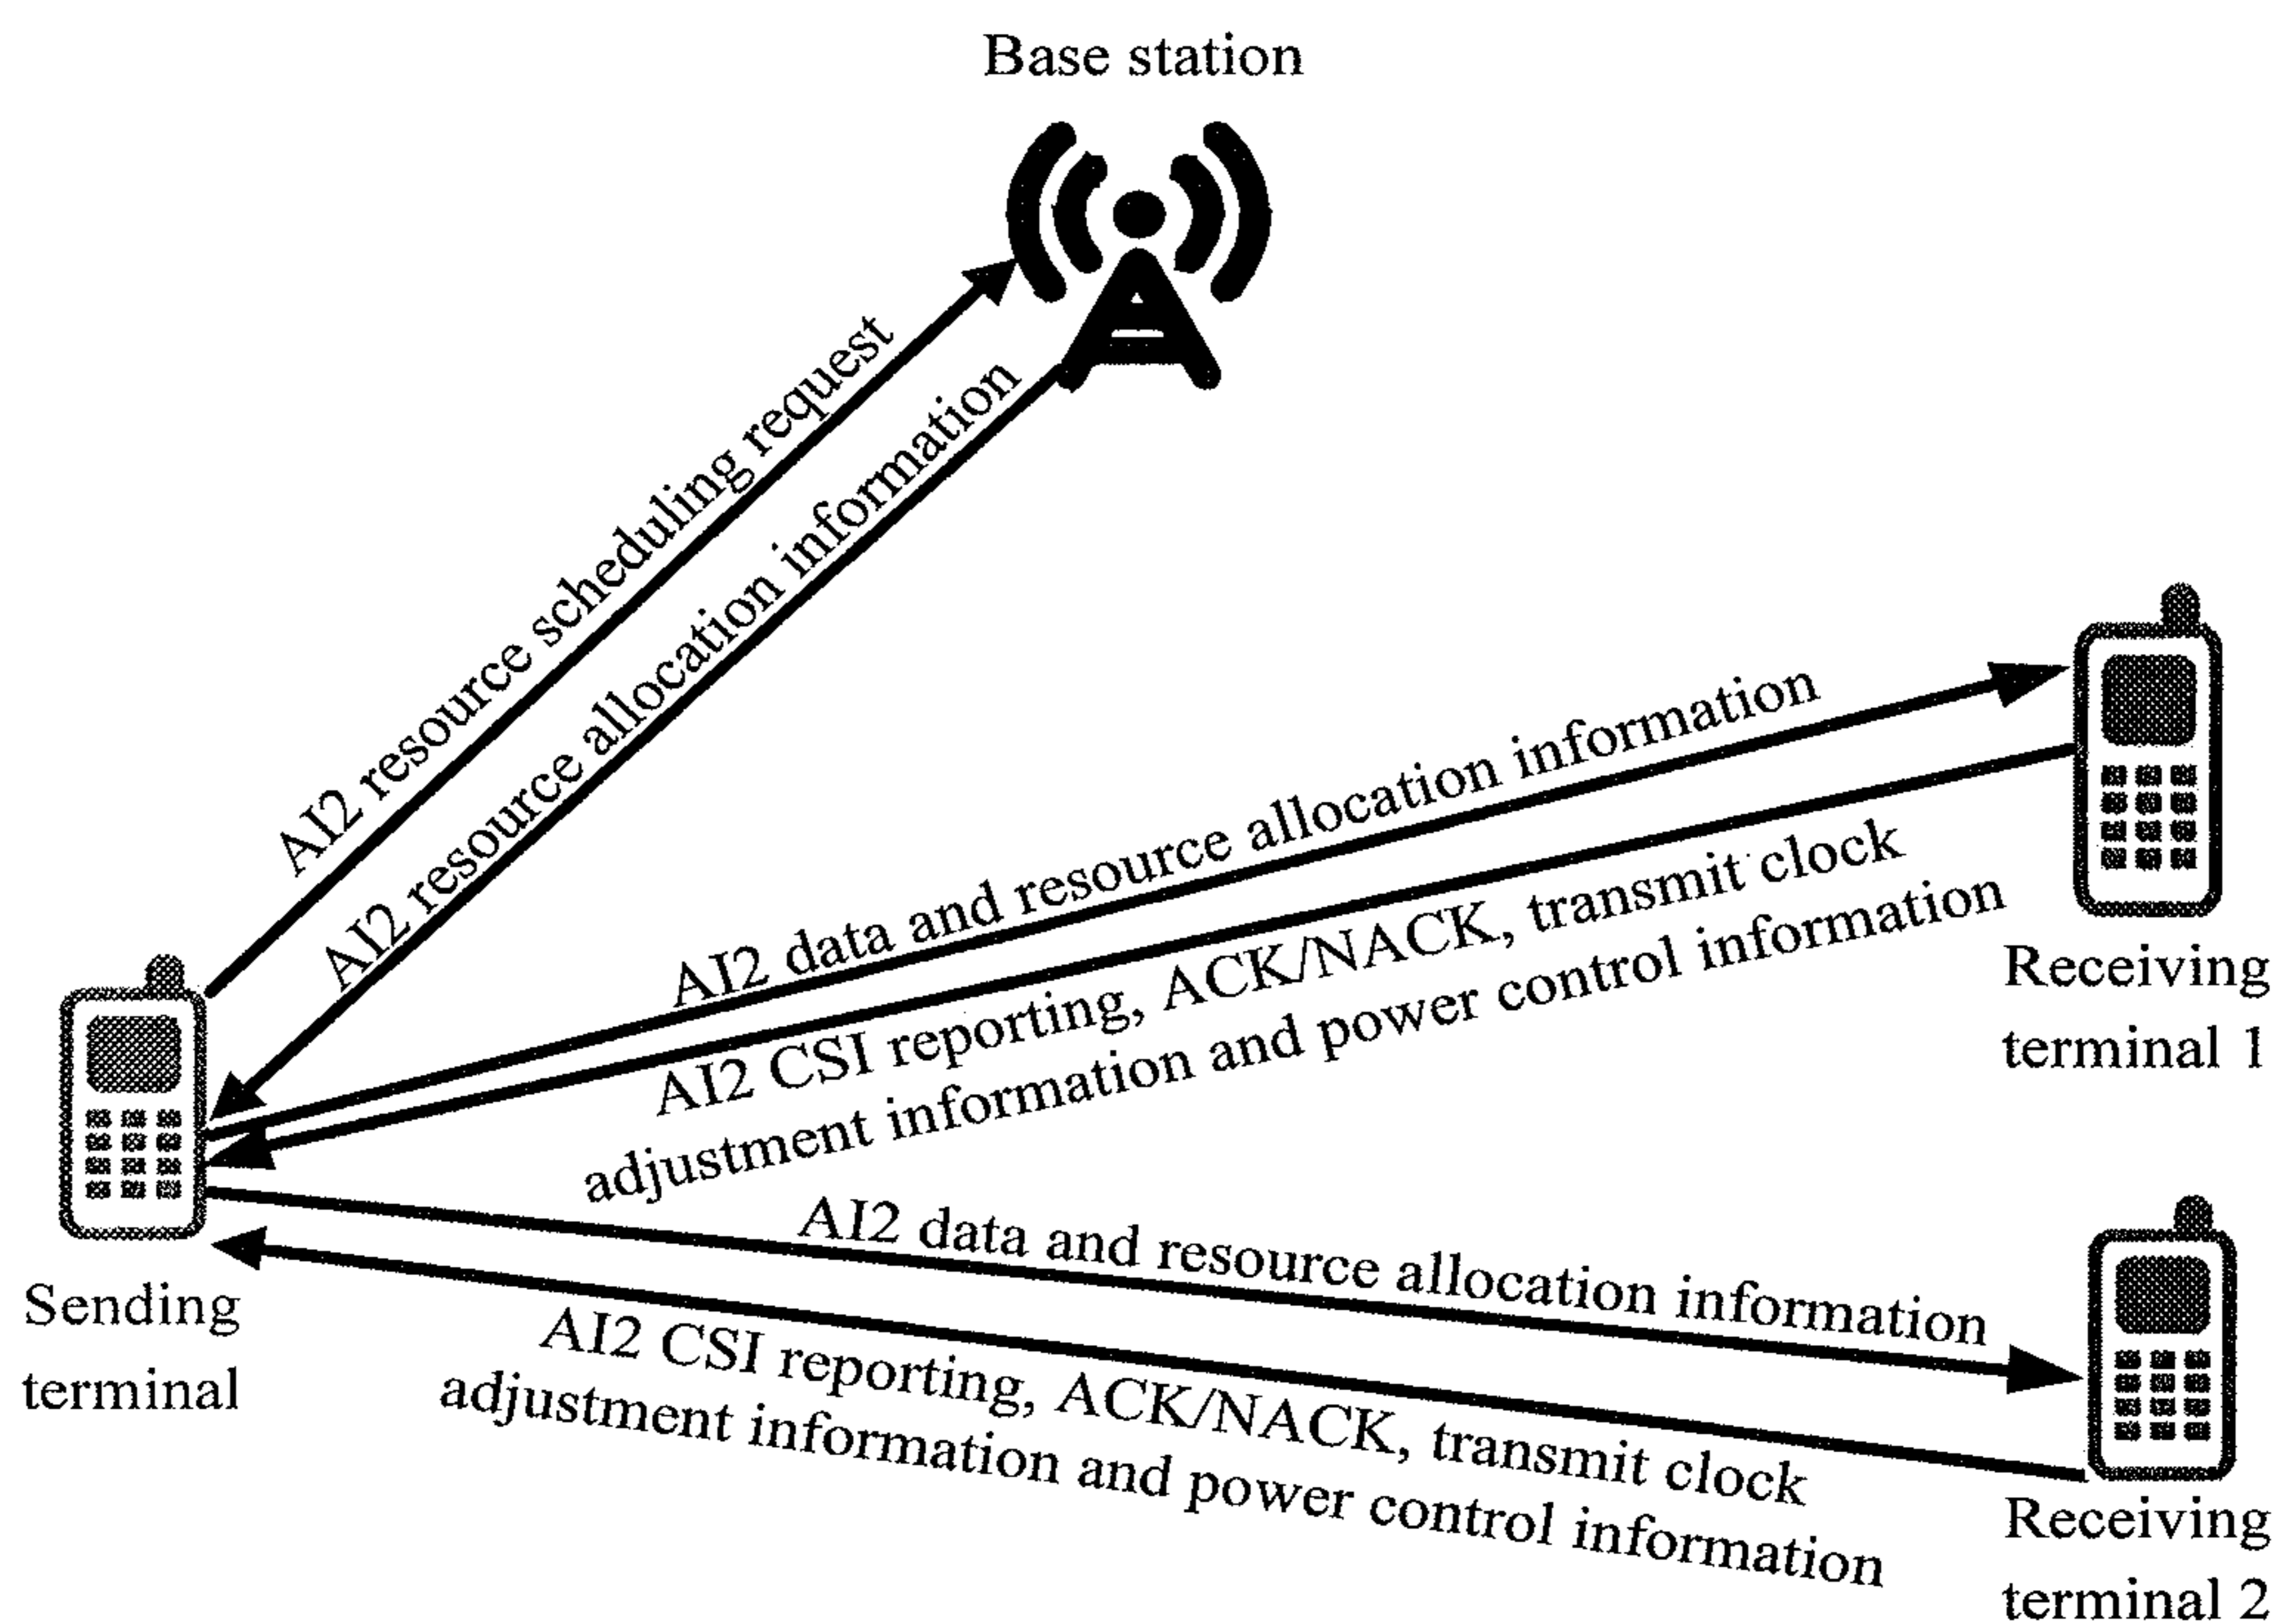 Base station
AI2 resource scheduling request
AI2 resource allocation information
AI2 data and resource allocation information
AI2 CSI reporting, ACK/NACK, transmit clock
adjustment information and power control information
Receiving
terminal 1
AI2 data and resource allocation information
AI2 CSI reporting, ACK/NACK, transmit clock
adjustment information and power control information
Sending
terminal
Receiving
terminal 2